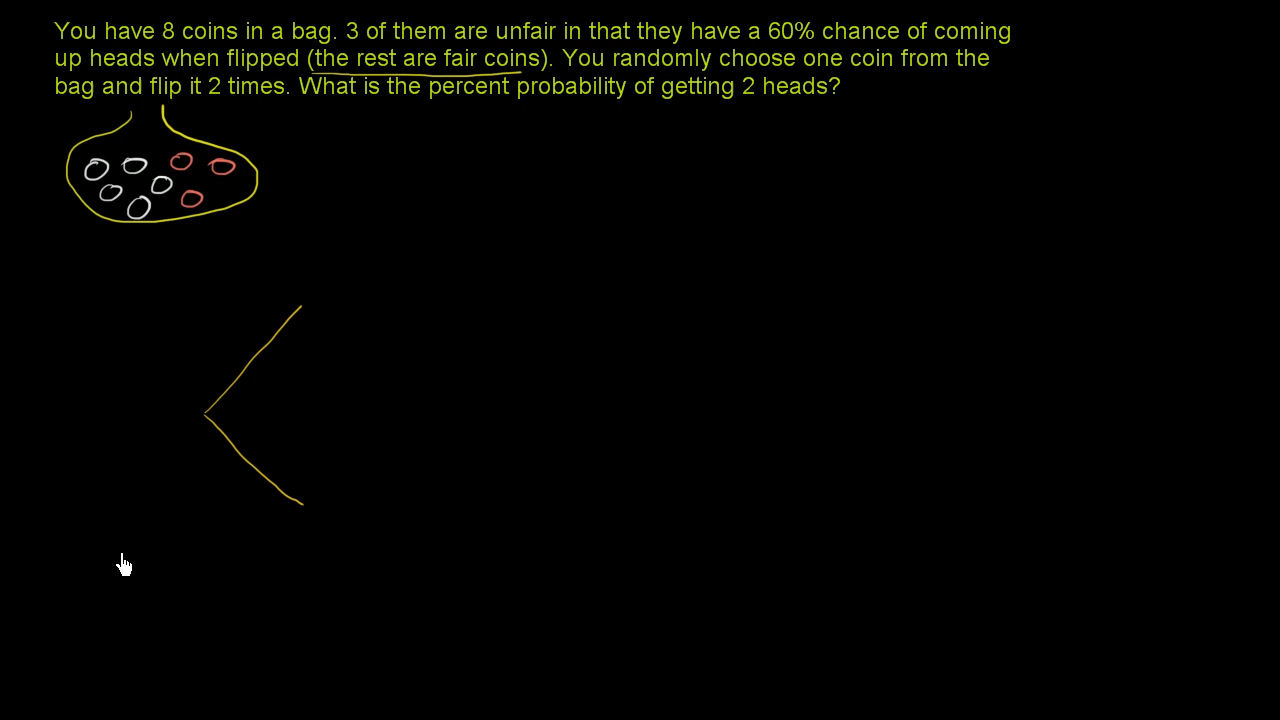 You have 8 coins in a bag. 3 of them are unfair in that they have a 60% chance of coming
up heads when flipped (the rest are fair coins). You randomly choose one coin from the
bag and flip it 2 times. What is the percent probability of getting 2 heads?